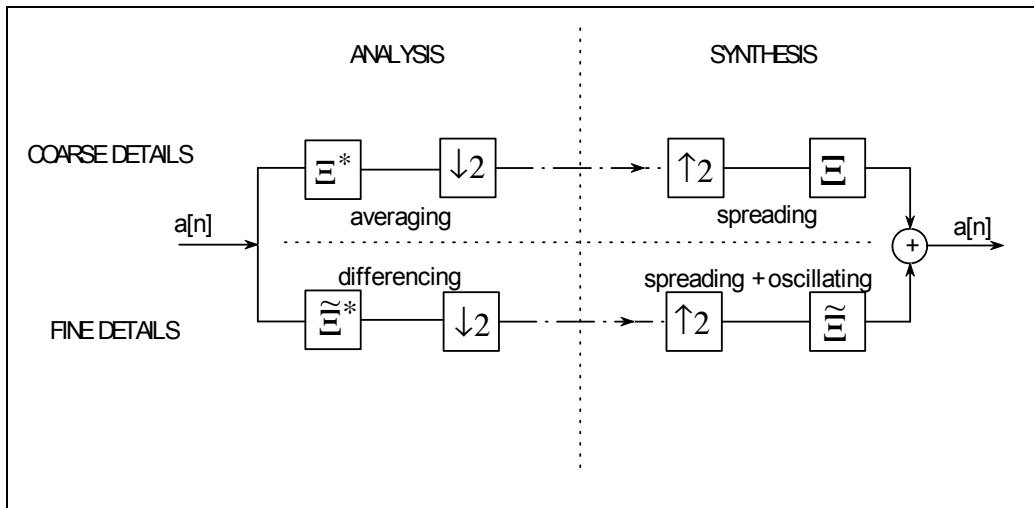 ANALYSIS SYNTHESIS
COARSE DETAILS
Ξ* ↓2 ↑2 Ξ
averaging spreading
a[n] + a[n]
differencing spreading + oscillating
Ξ̃* ↓2 ↑2 Ξ̃
FINE DETAILS